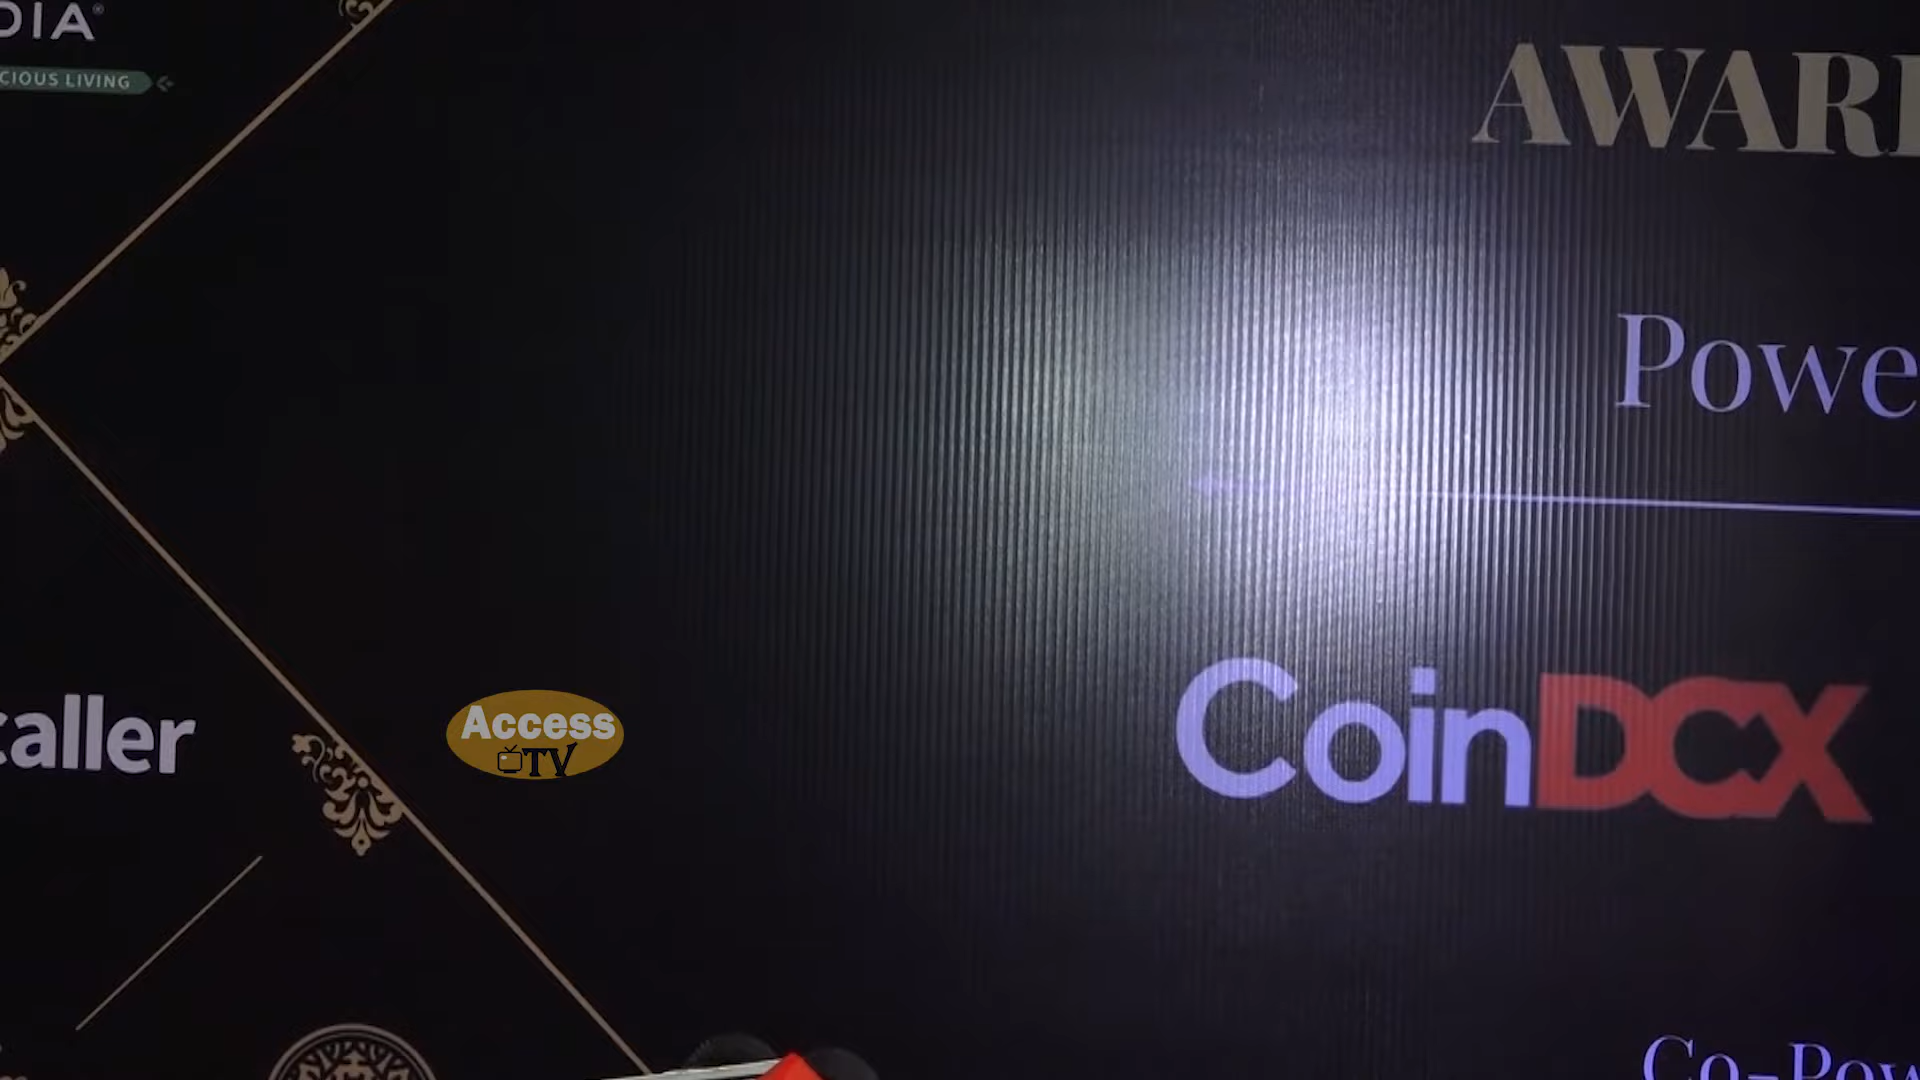 DIA®
CIOUS LIVING
AWAR
Powe
caller
Access
TV
CoinDCX
Co-Pow